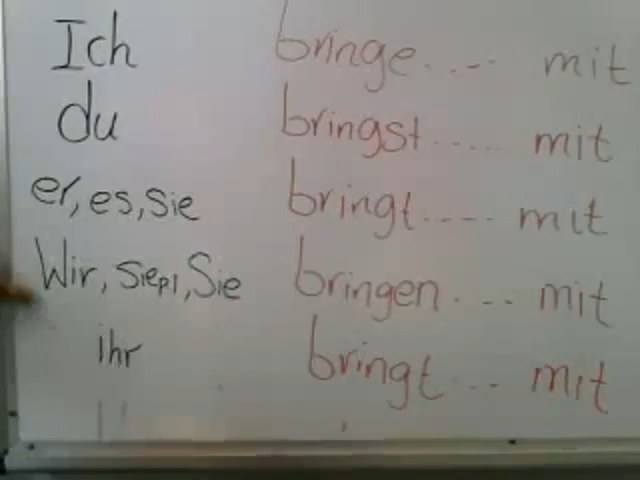 Ich bringe..... mit
du bringst..... mit
er, es, sie bringt..... mit
Wir, Siepl, Sie bringen. -- mit
ihr bringt... mit